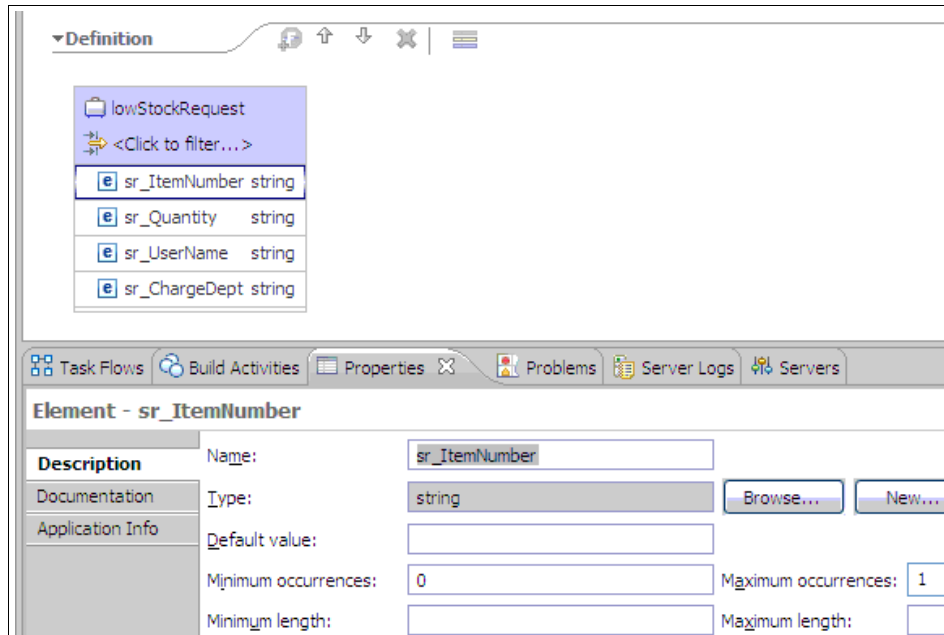 Definition
lowStockRequest
<Click to filter...>
e sr_ItemNumber string
e sr_Quantity string
e sr_UserName string
e sr_ChargeDept string
Task Flows Build Activities Properties Problems Server Logs Servers
Element - sr_ItemNumber
Description
Documentation
Application Info
Name: sr_ItemNumber
Type: string Browse... New...
Default value:
Minimum occurrences: 0 Maximum occurrences: 1
Minimum length: Maximum length: